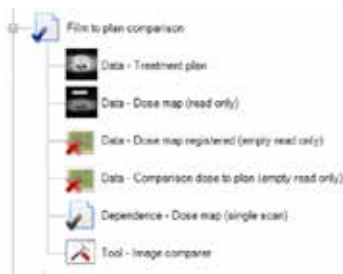 Film to plan comparison
Data - Treatment plan
Data - Dose map (read only)
Data - Dose map registered (empty read only)
Data - Comparison dose to plan (empty read only)
Dependence - Dose map (single scan)
Tool - Image comparer